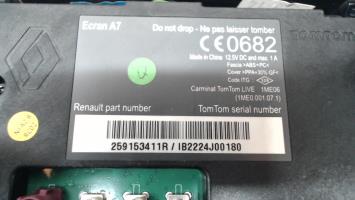 Ecran A7
Do not drop - Ne pas laisser tomber
CE0682
Made in China 12.5V DC and max. 1 A
Fascia >ABS+PC<
Cover >PPA+30% GF<
Code ITG
Carminat TomTom LIVE 1ME06
(1ME0.001.07.1)
Renault part number
TomTom serial number
259153411R / IB2224J00180
TOMTOM
U